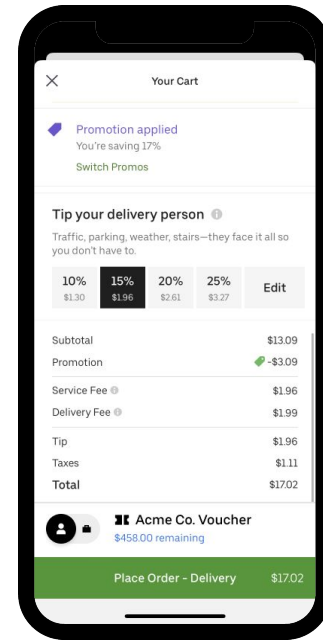 Your Cart
Promotion applied
You're saving 17%
Switch Promos
Tip your delivery person
Traffic, parking, weather, stairs—they face it all so
you don't have to.
10% 15% 20% 25% Edit
$1.30 $1.96 $2.61 $3.27
Subtotal $13.09
Promotion -$3.09
Service Fee $1.96
Delivery Fee $1.99
Tip $1.96
Taxes $1.11
Total $17.02
Acme Co. Voucher
$458.00 remaining
Place Order - Delivery $17.02